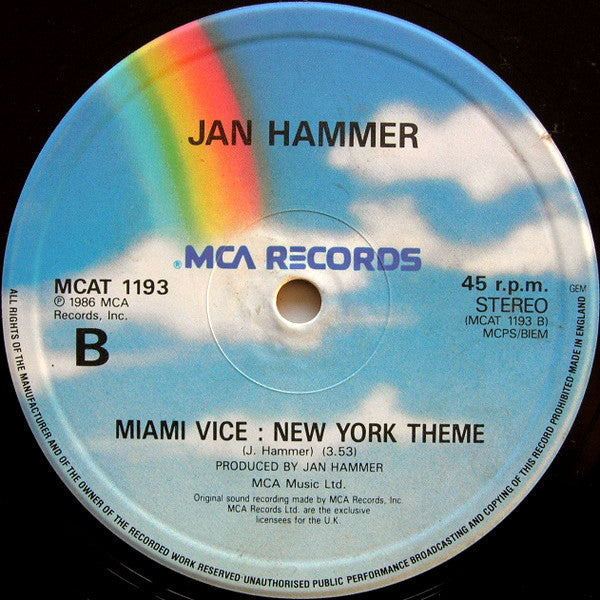 JAN HAMMER
®MCA RECORDS
MCAT 1193
℗ 1986 MCA
Records, Inc.
B
45 r.p.m.
STEREO
(MCAT 1193 B)
MCPS/BIEM
GEM
MIAMI VICE : NEW YORK THEME
(J. Hammer) (3.53)
PRODUCED BY JAN HAMMER
MCA Music Ltd.
Original sound recording made by MCA Records, Inc.
MCA Records Ltd. are the exclusive
licensees for the U.K.
ALL RIGHTS OF THE MANUFACTURER AND OF THE OWNER OF THE RECORDED WORK RESERVED·UNAUTHORISED PUBLIC PERFORMANCE BROADCASTING AND COPYING OF THIS RECORD PROHIBITED·MADE IN ENGLAND